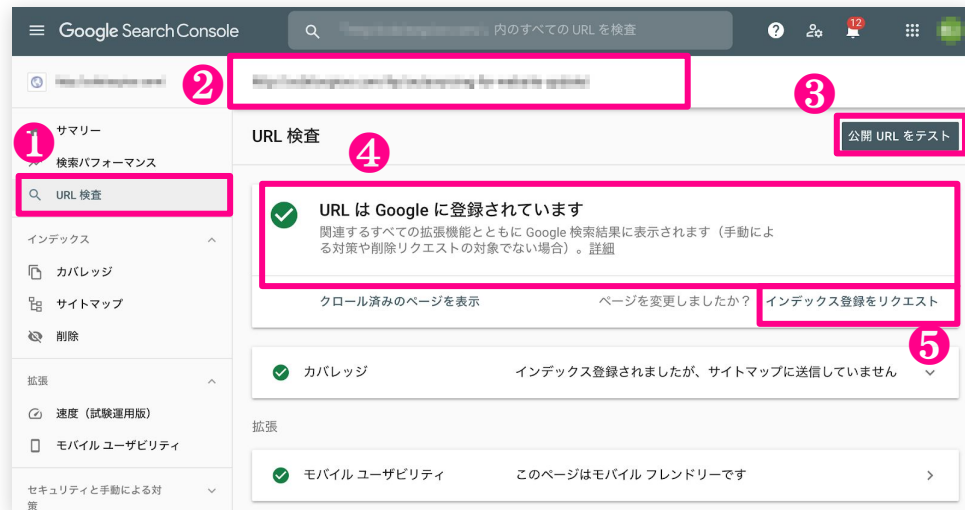 Google Search Console
内のすべての URL を検査
12
❷
❸
❶
サマリー
検索パフォーマンス
URL 検査
インデックス
カバレッジ
サイトマップ
削除
拡張
速度（試験運用版）
モバイル ユーザビリティ
セキュリティと手動による対
策
URL 検査
❹
公開 URL をテスト
URL は Google に登録されています
関連するすべての拡張機能とともに Google 検索結果に表示されます（手動によ
る対策や削除リクエストの対象でない場合）。詳細
クロール済みのページを表示
ページを変更しましたか？ インデックス登録をリクエスト
❺
カバレッジ インデックス登録されましたが、サイトマップに送信していません
拡張
モバイル ユーザビリティ このページはモバイル フレンドリーです